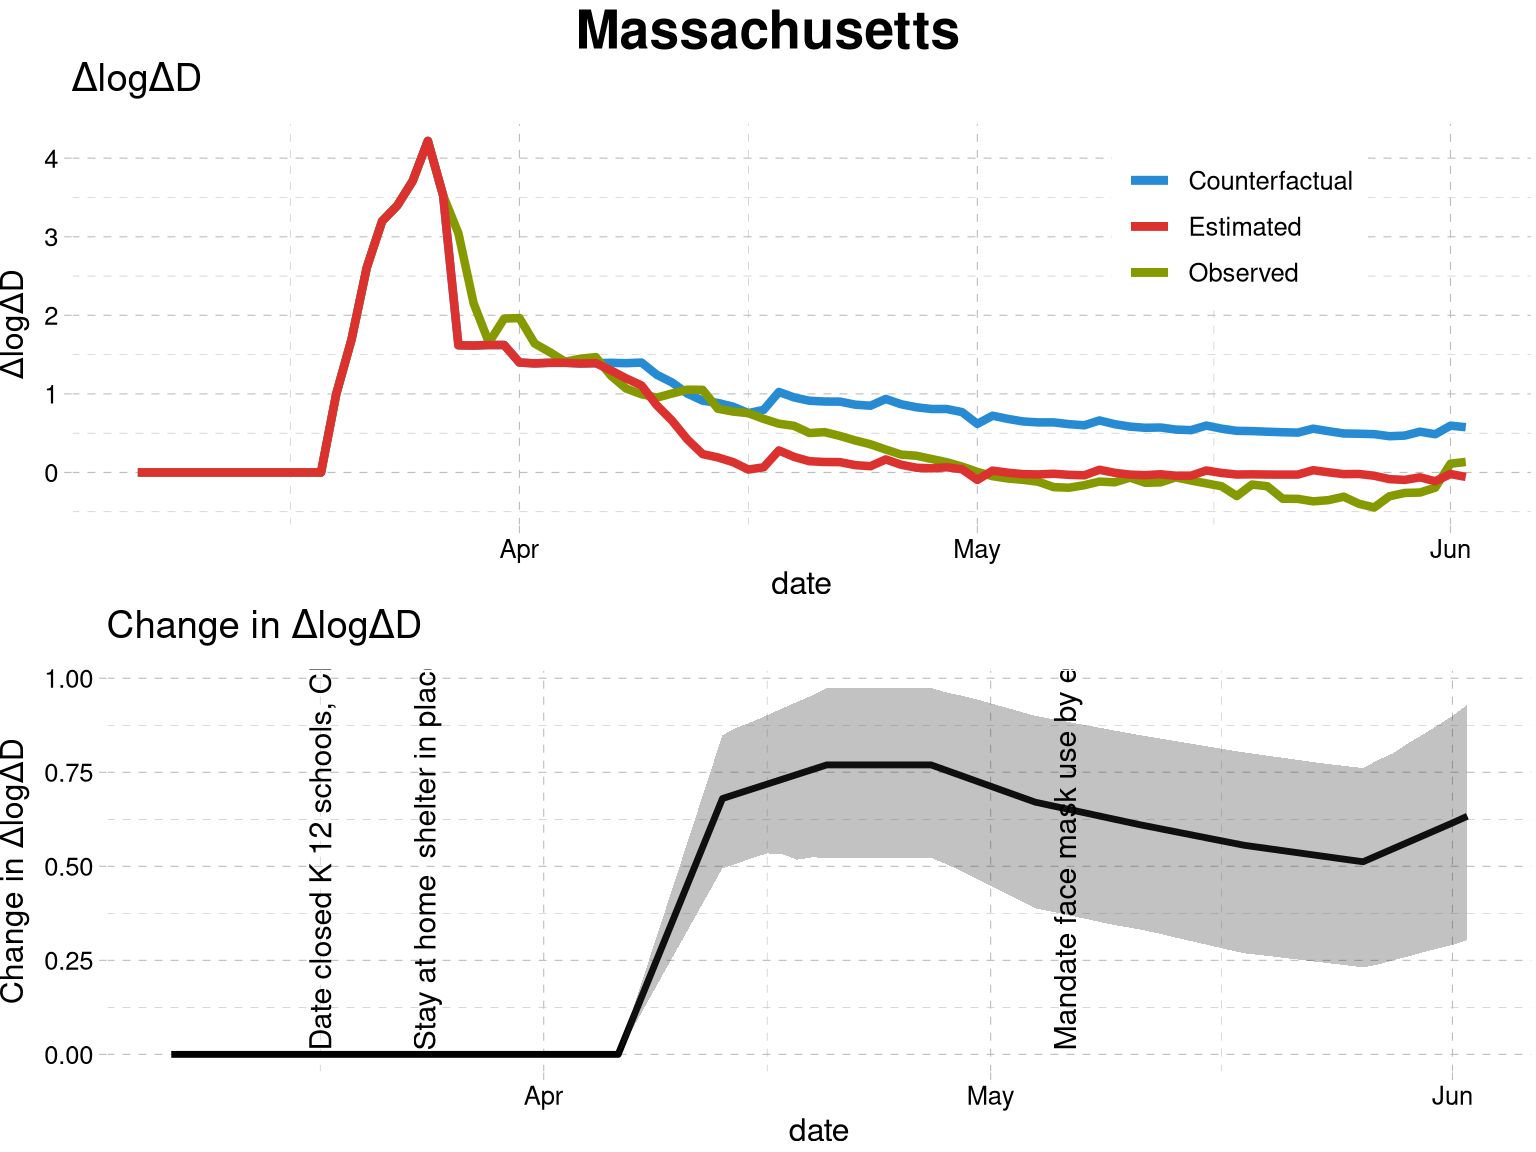 Massachusetts
ΔlogΔD
ΔlogΔD
4
3
2
1
0
Counterfactual
Estimated
Observed
Apr
May
Jun
date
Change in ΔlogΔD
Change in ΔlogΔD
1.00
0.75
0.50
0.25
0.00
Date closed K 12 schools, C
Stay at home  shelter in plac
Mandate face mask use by e
Apr
May
Jun
date